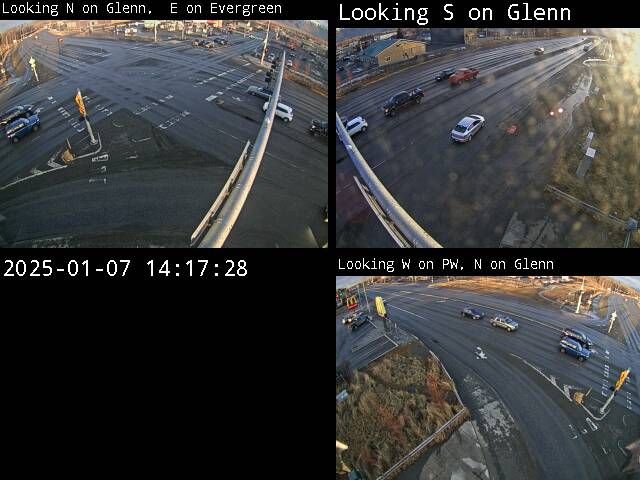 Looking N on Glenn,  E on Evergreen
Looking S on Glenn
2025-01-07 14:17:28
Looking W on PW, N on Glenn